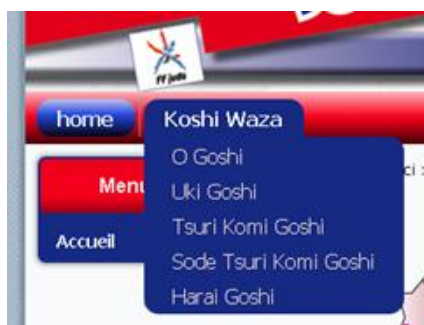 FF judo
home
Koshi Waza
O Goshi
Uki Goshi
Menu
Tsuri Komi Goshi
Accueil
Sode Tsuri Komi Goshi
Harai Goshi